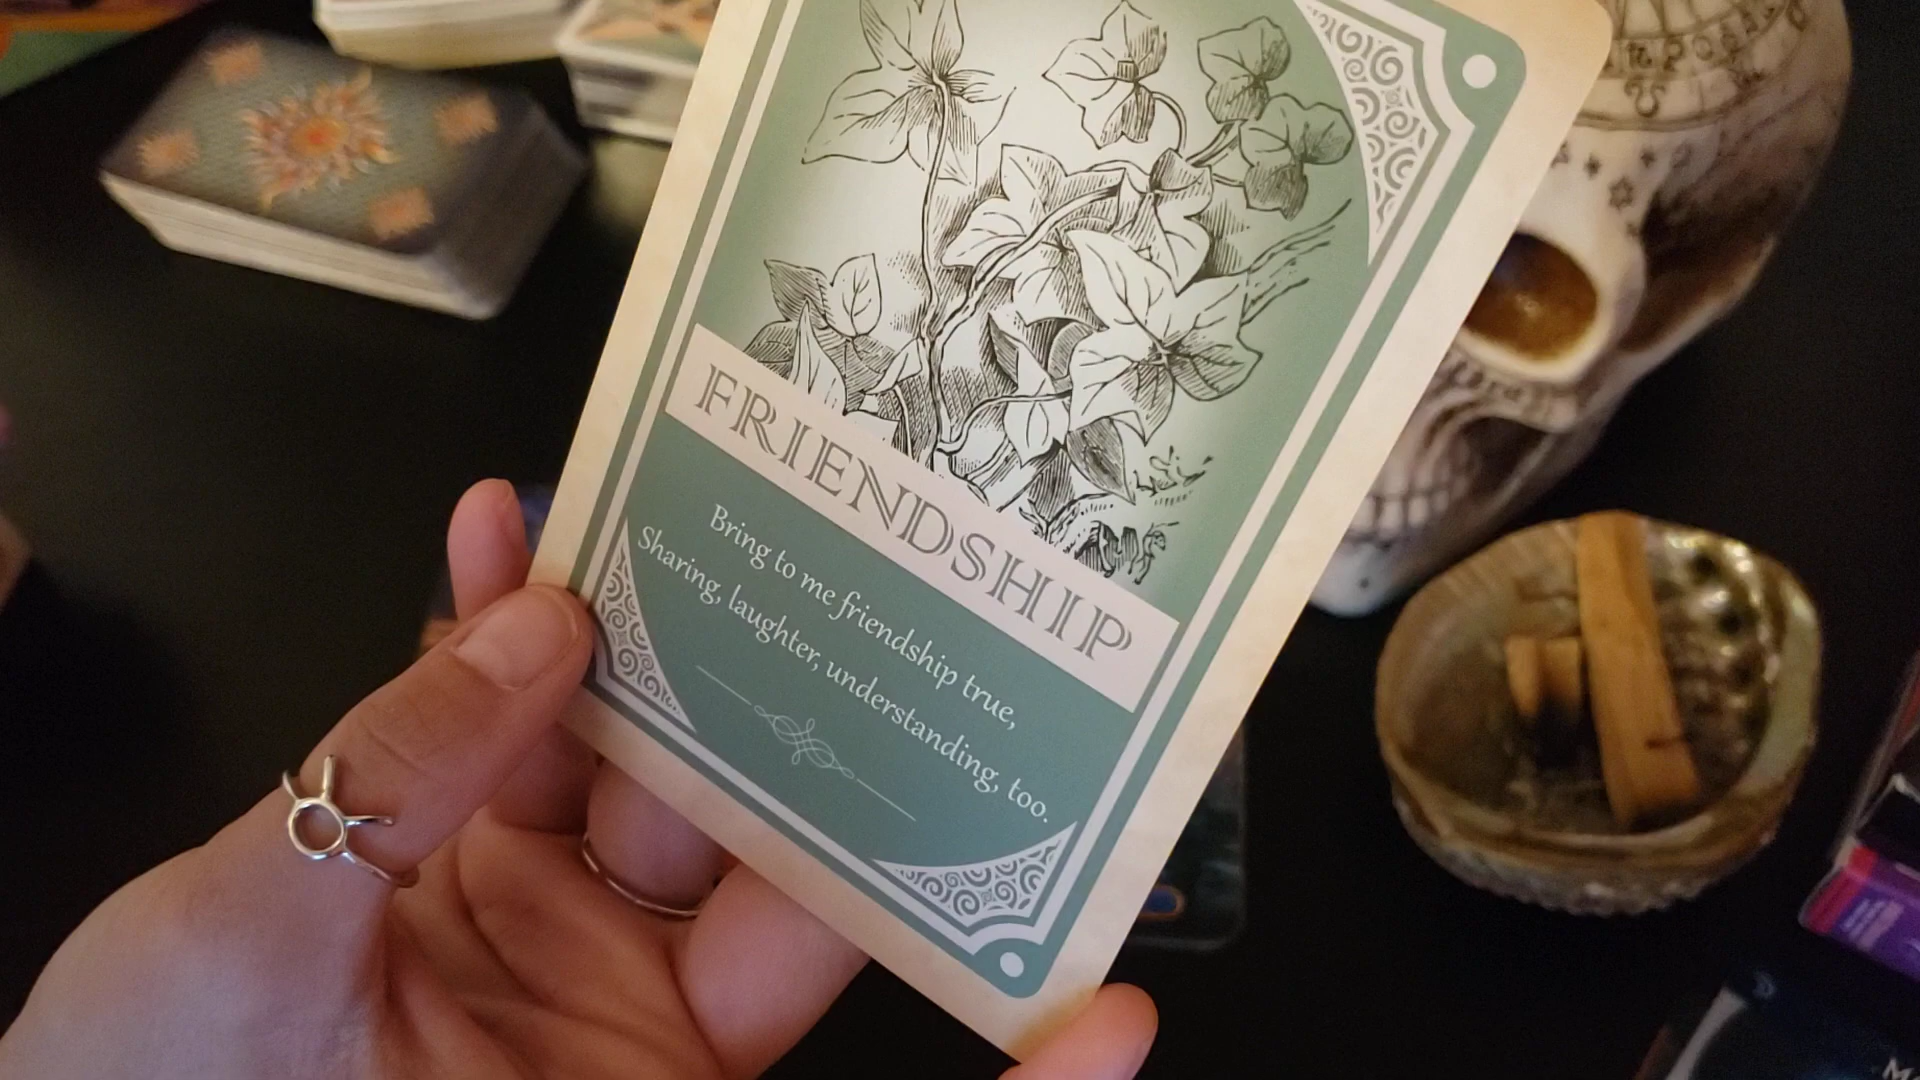 FRIENDSHIP
Bring to me friendship true,
Sharing, laughter, understanding, too.